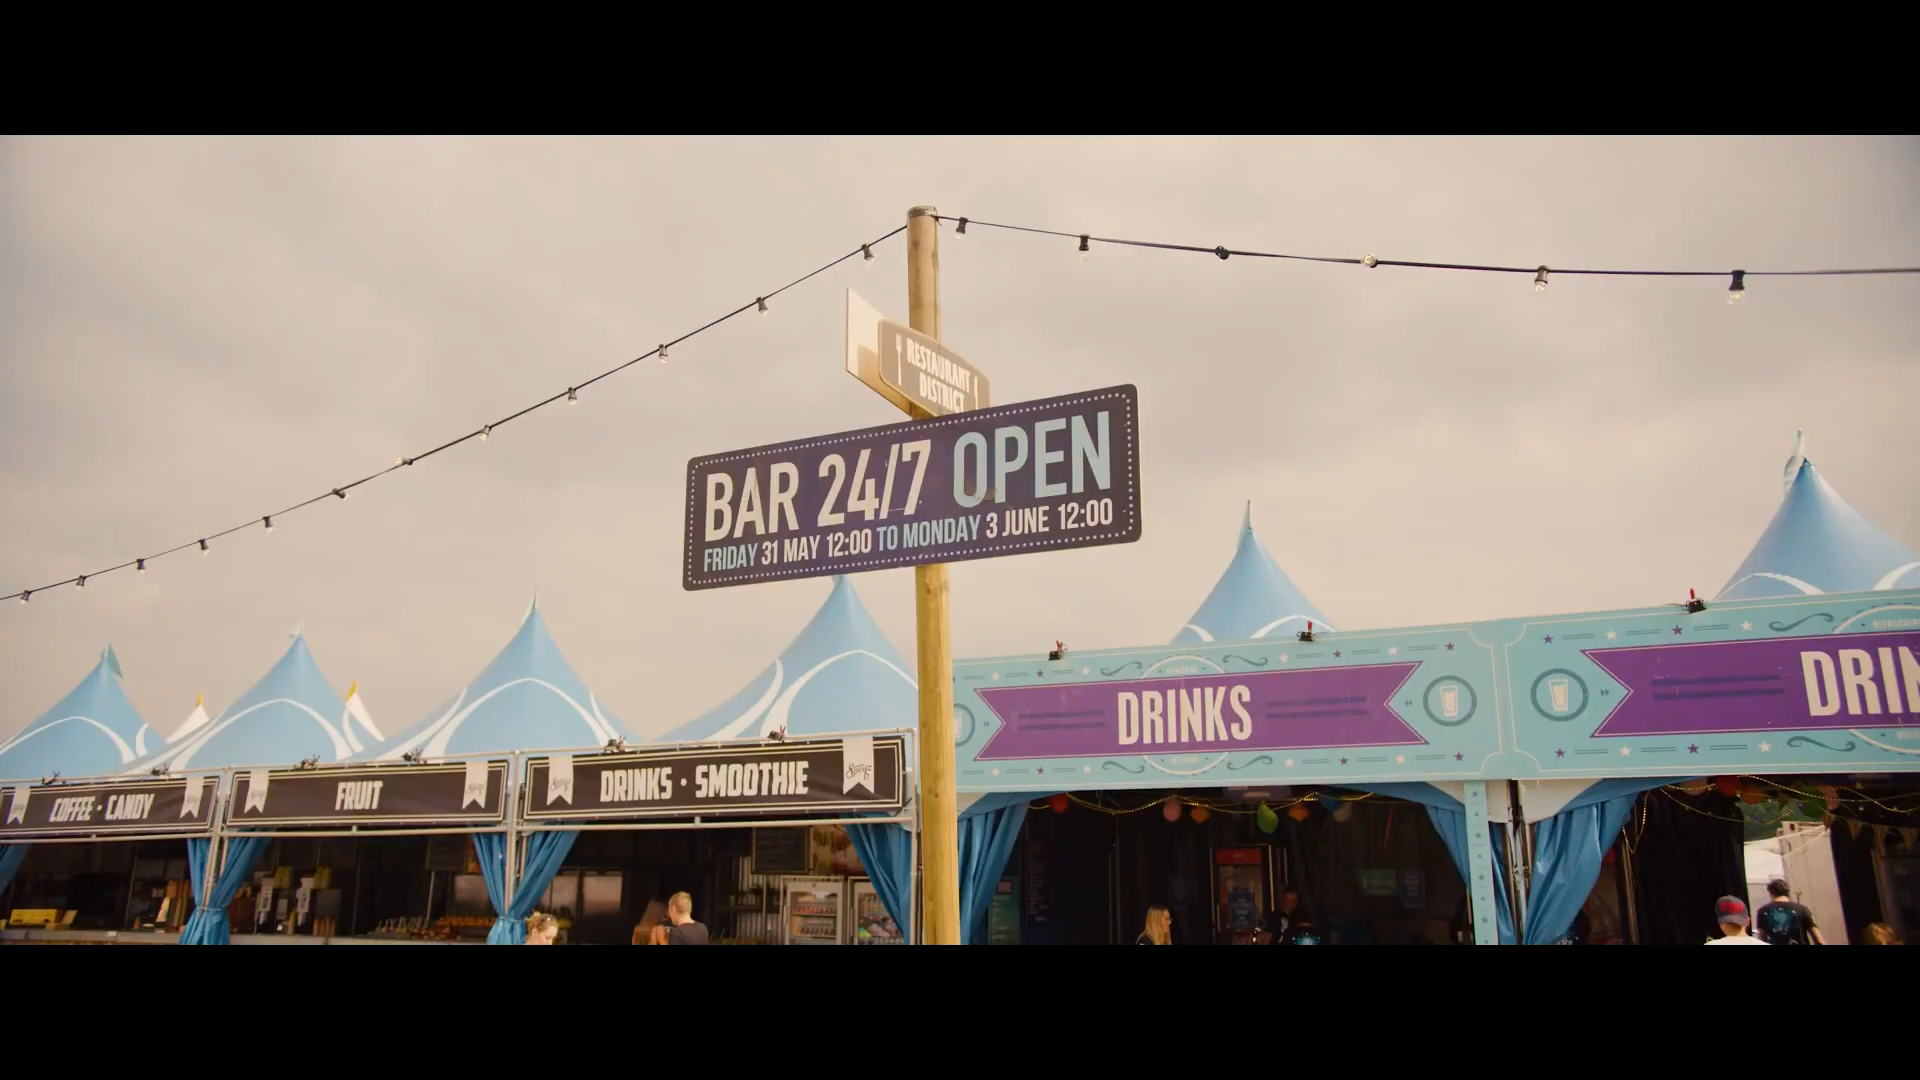 RESTAURANT
DISTRICT
BAR 24/7 OPEN
FRIDAY 31 MAY 12:00 TO MONDAY 3 JUNE 12:00
DRINKS
DRIN
COFFEE · CANDY
FRUIT
DRINKS · SMOOTHIE